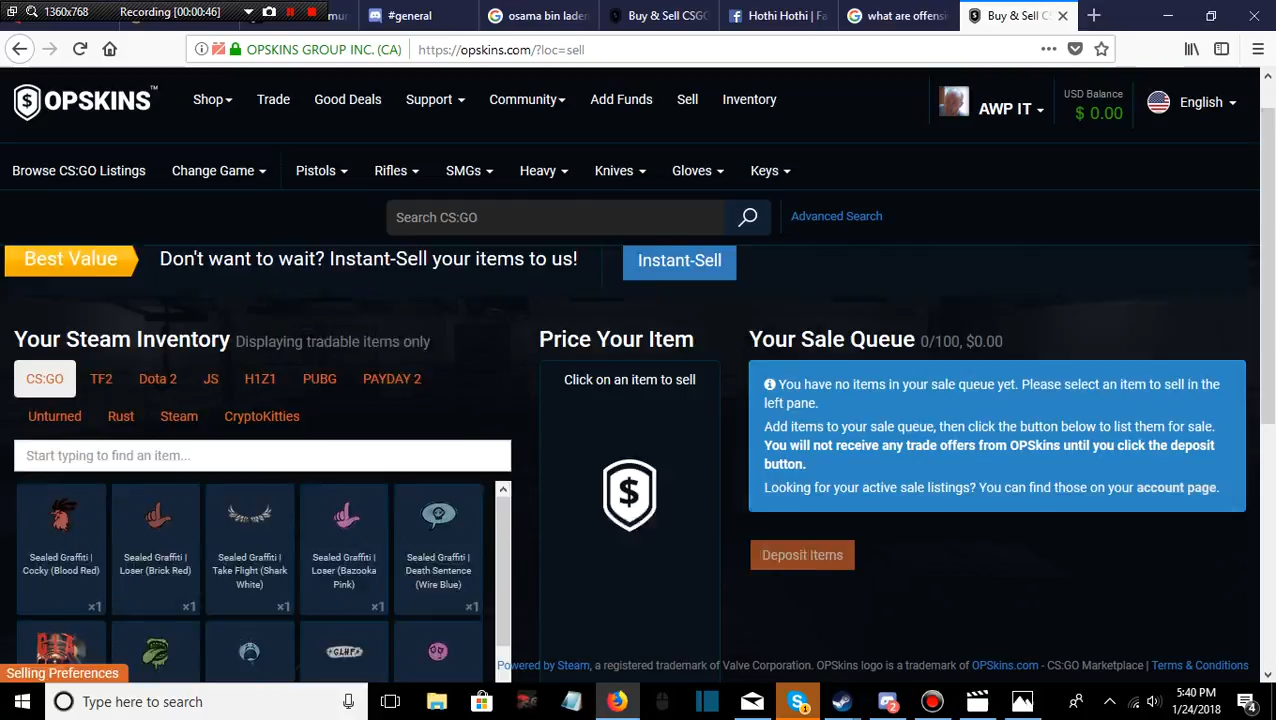 1360x768 Recording [00:00:46]
#general
osama bin laden
Buy & Sell CSGO
Hothi Hothi | Fa
what are offensi
Buy & Sell CS
OPSKINS GROUP INC. (CA) https://opskins.com/?loc=sell
OPSKINS™ Shop Trade Good Deals Support Community Add Funds Sell Inventory
AWP IT
USD Balance
$ 0.00
English
Browse CS:GO Listings Change Game Pistols Rifles SMGs Heavy Knives Gloves Keys
Search CS:GO Advanced Search
Best Value Don't want to wait? Instant-Sell your items to us! Instant-Sell
Your Steam Inventory Displaying tradable items only
CS:GO TF2 Dota 2 JS H1Z1 PUBG PAYDAY 2
Unturned Rust Steam CryptoKitties
Start typing to find an item...
Sealed Graffiti |
Cocky (Blood Red)
x1
Sealed Graffiti |
Loser (Brick Red)
x1
Sealed Graffiti |
Take Flight (Shark
White)
x1
Sealed Graffiti |
Loser (Bazooka
Pink)
x1
Sealed Graffiti |
Death Sentence
(Wire Blue)
x1
GLHF
Selling Preferences
Price Your Item
Click on an item to sell
Your Sale Queue 0/100, $0.00
You have no items in your sale queue yet. Please select an item to sell in the
left pane.
Add items to your sale queue, then click the button below to list them for sale.
You will not receive any trade offers from OPSkins until you click the deposit
button.
Looking for your active sale listings? You can find those on your account page.
Deposit Items
Powered by Steam, a registered trademark of Valve Corporation. OPSkins logo is a trademark of OPSkins.com - CS:GO Marketplace | Terms & Conditions
Type here to search
5:40 PM
1/24/2018